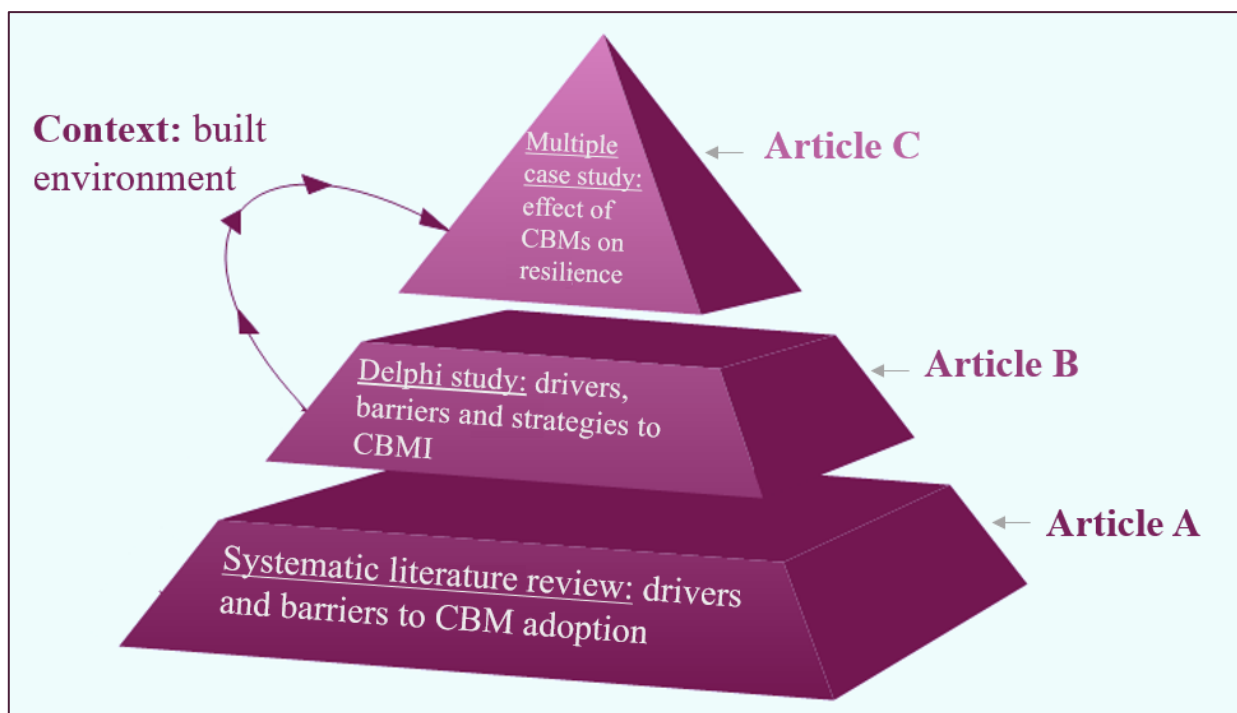 Context: built
environment
Multiple
case study:
effect of
CBMs on
resilience
Article C
Delphi study: drivers,
barriers and strategies to
CBMI
Article B
Systematic literature review: drivers
and barriers to CBM adoption
Article A